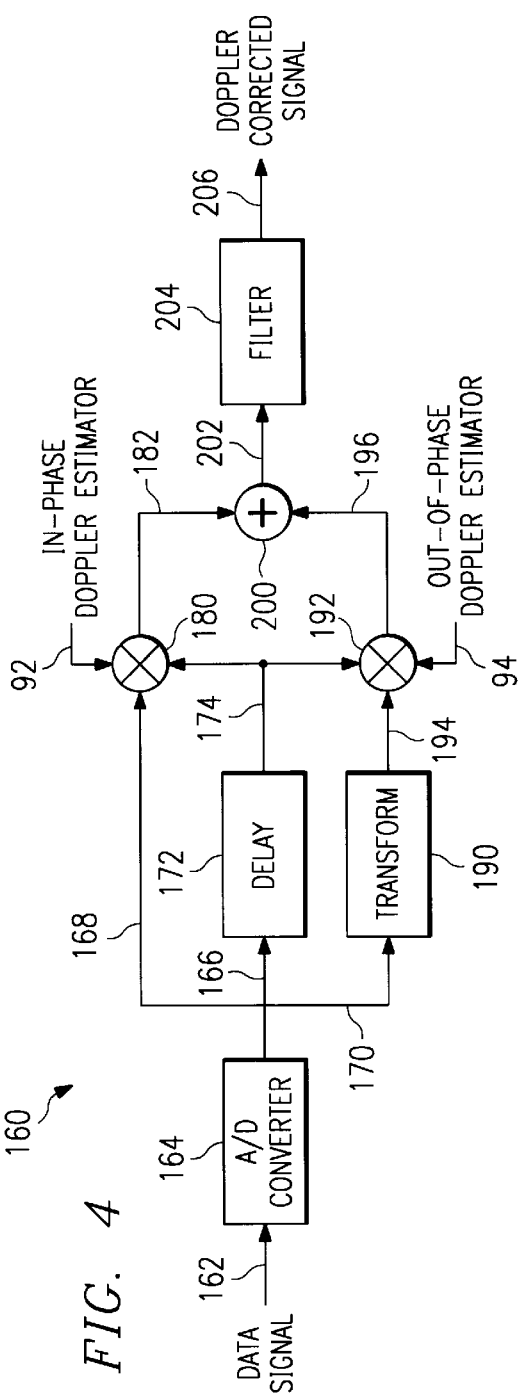 FIG. 4
160
DATA
SIGNAL
162
A/D
CONVERTER
164
166
168
170
DELAY
172
174
TRANSFORM
190
194
IN-PHASE
DOPPLER ESTIMATOR
92
180
182
192
OUT-OF-PHASE
DOPPLER ESTIMATOR
94
196
+
200
202
FILTER
204
206
DOPPLER
CORRECTED
SIGNAL